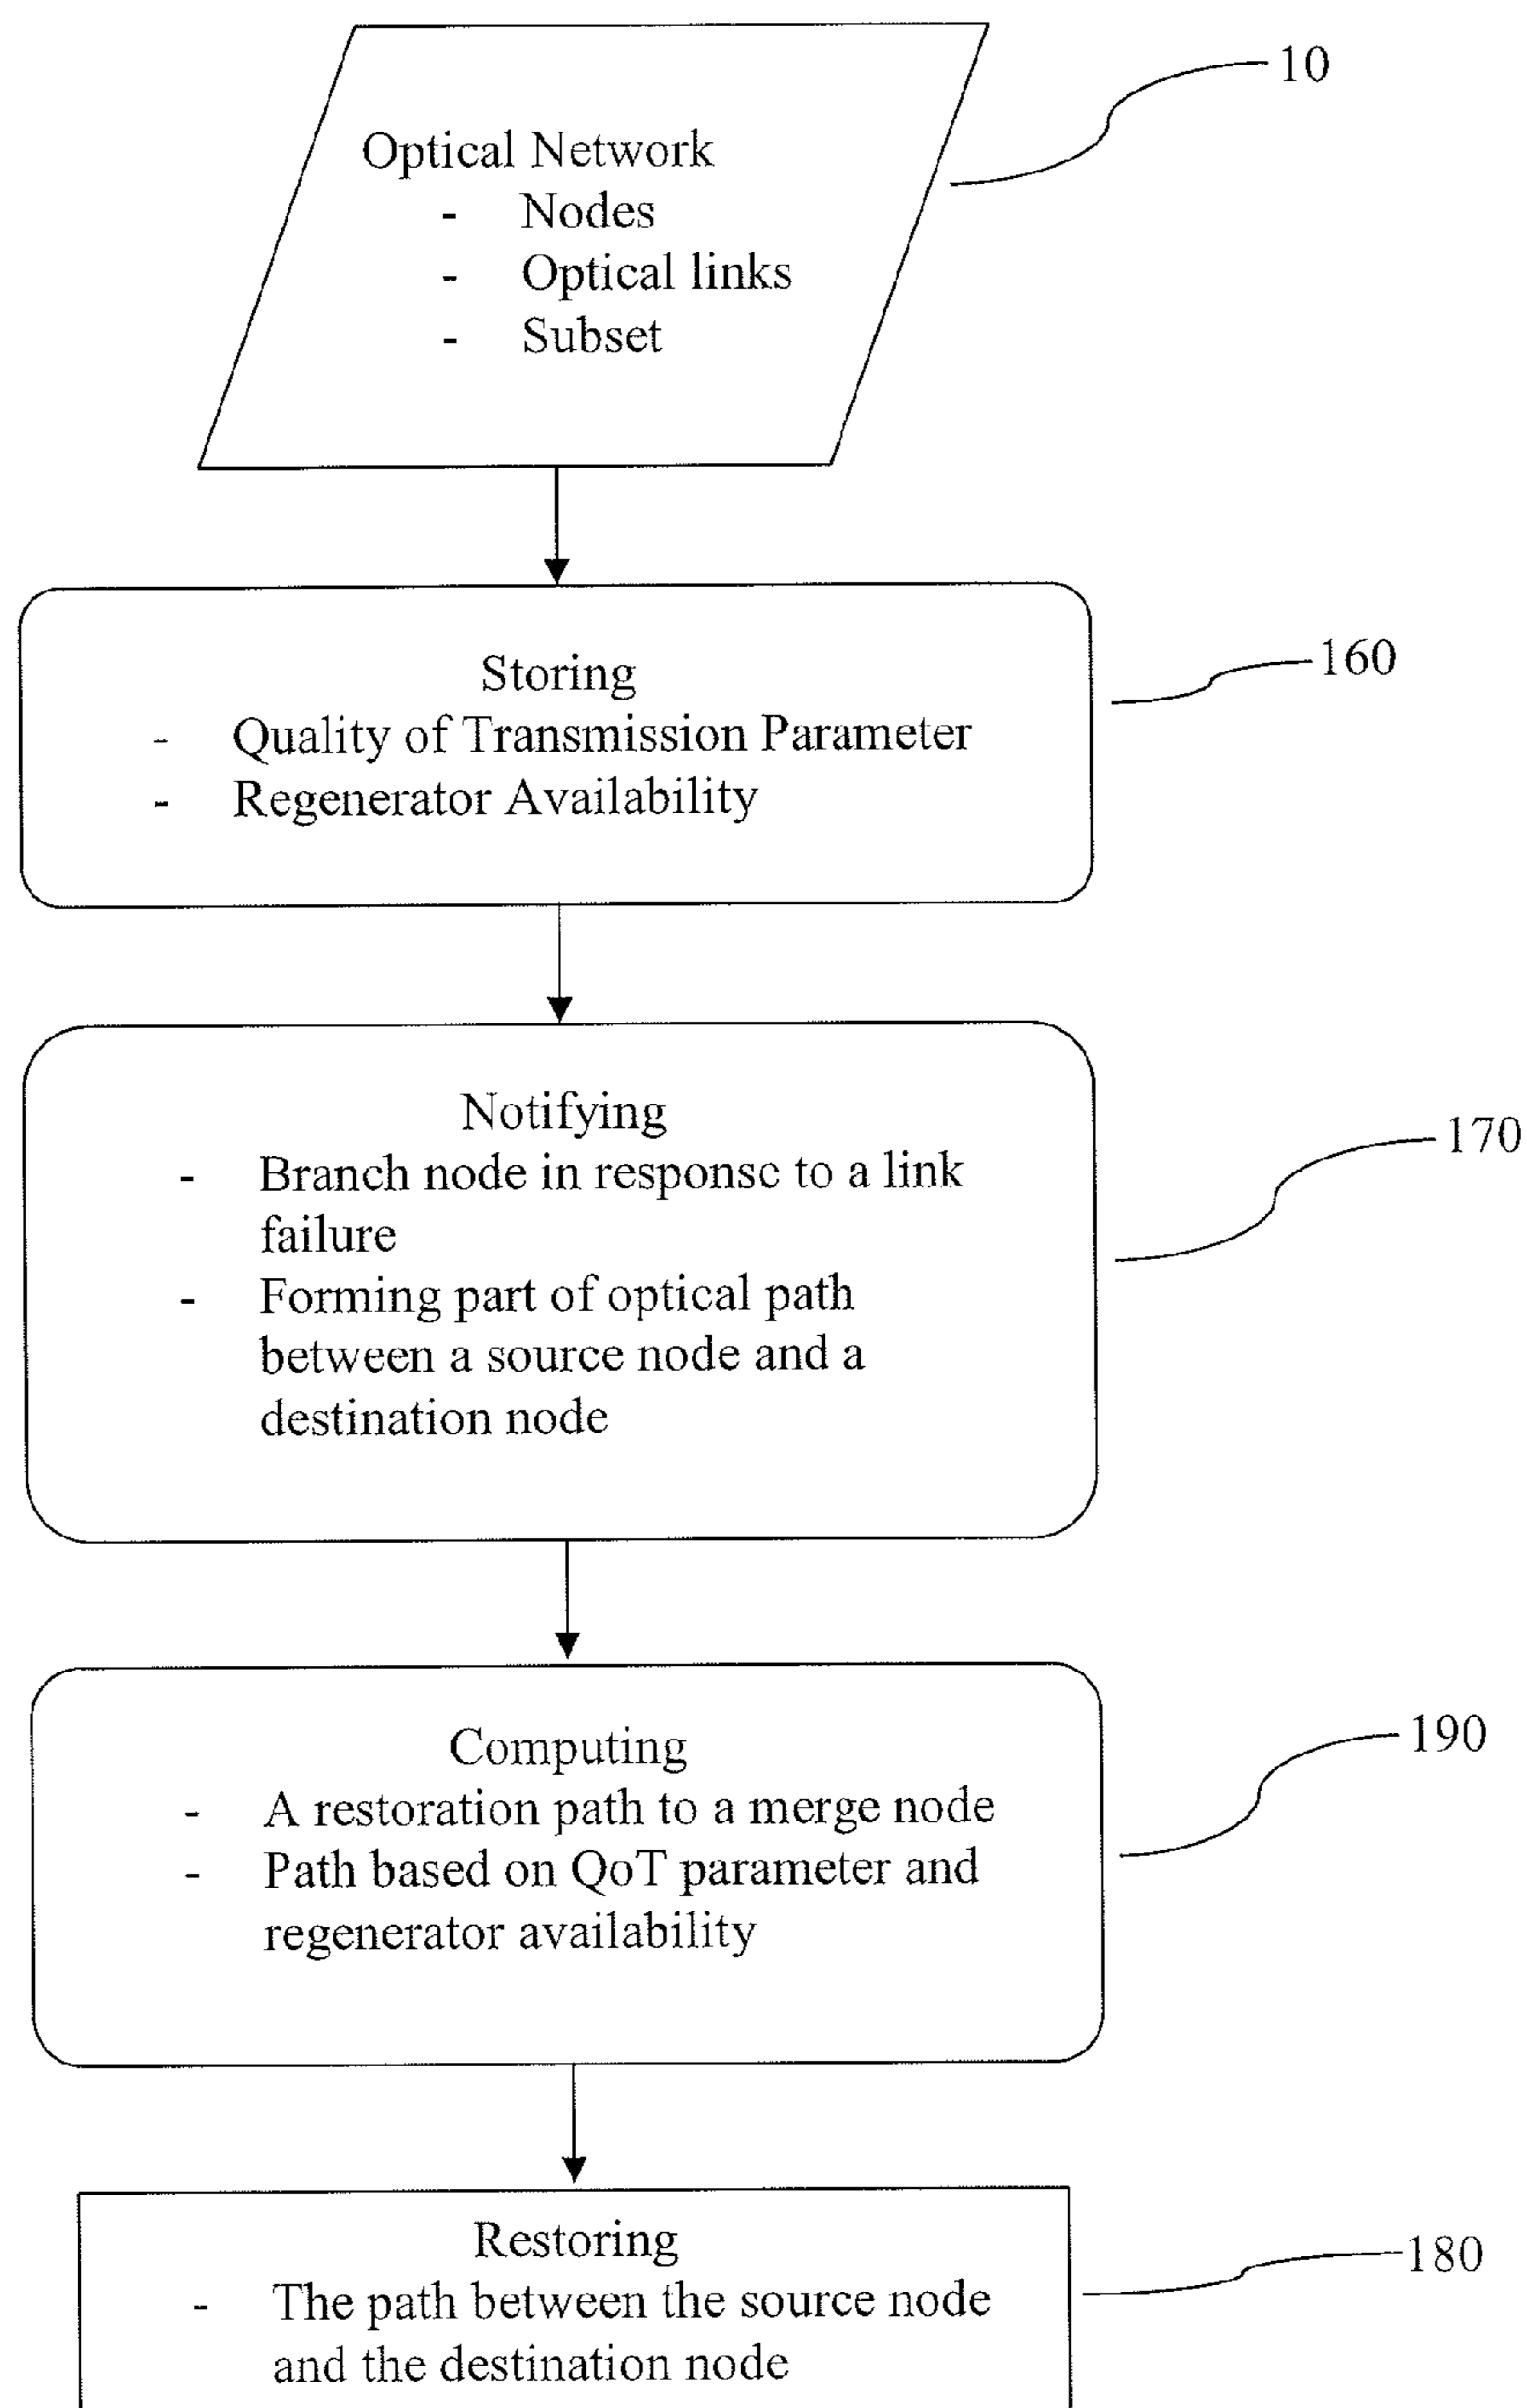 10
Optical Network
- Nodes
- Optical links
- Subset
160
Storing
- Quality of Transmission Parameter
- Regenerator Availability
170
Notifying
- Branch node in response to a link
failure
- Forming part of optical path
between a source node and a
destination node
190
Computing
- A restoration path to a merge node
- Path based on QoT parameter and
regenerator availability
180
Restoring
- The path between the source node
and the destination node